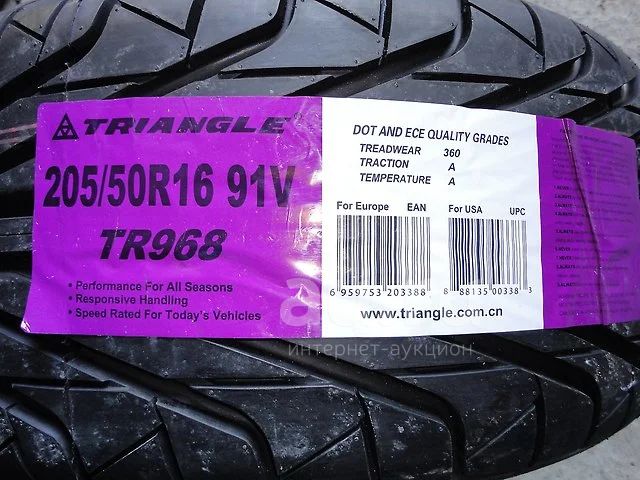 TRIANGLE®
205/50R16 91V
TR968
• Performance For All Seasons
• Responsive Handling
• Speed Rated For Today's Vehicles
DOT AND ECE QUALITY GRADES
TREADWEAR 360
TRACTION A
TEMPERATURE A
For Europe EAN For USA UPC
6 959753 203388 8 88135 00338 3
www.triangle.com.cn
интернет-аукцион